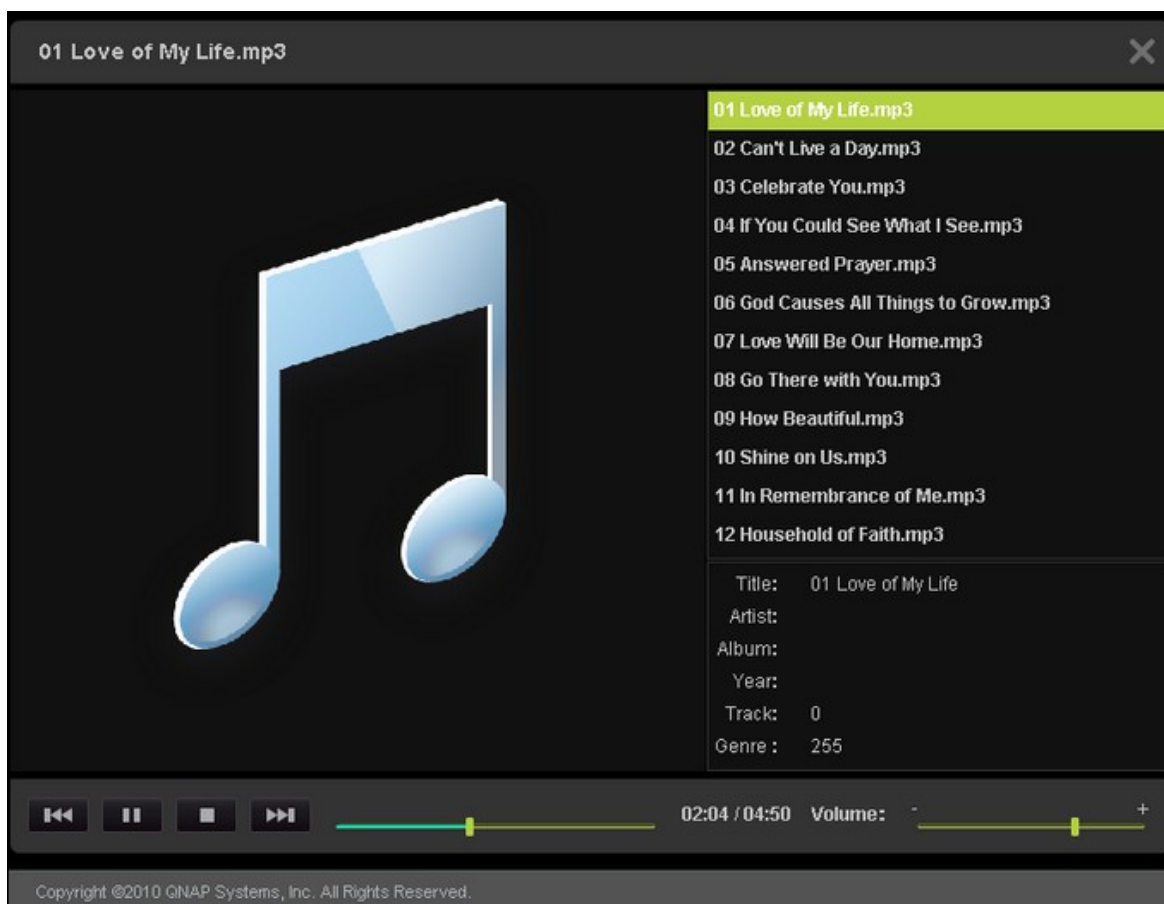 01 Love of My Life.mp3
01 Love of My Life.mp3
02 Can't Live a Day.mp3
03 Celebrate You.mp3
04 If You Could See What I See.mp3
05 Answered Prayer.mp3
06 God Causes All Things to Grow.mp3
07 Love Will Be Our Home.mp3
08 Go There with You.mp3
09 How Beautiful.mp3
10 Shine on Us.mp3
11 In Remembrance of Me.mp3
12 Household of Faith.mp3
Title: 01 Love of My Life
Artist:
Album:
Year:
Track: 0
Genre : 255
02:04 / 04:50 Volume: - +
Copyright ©2010 QNAP Systems, Inc. All Rights Reserved.